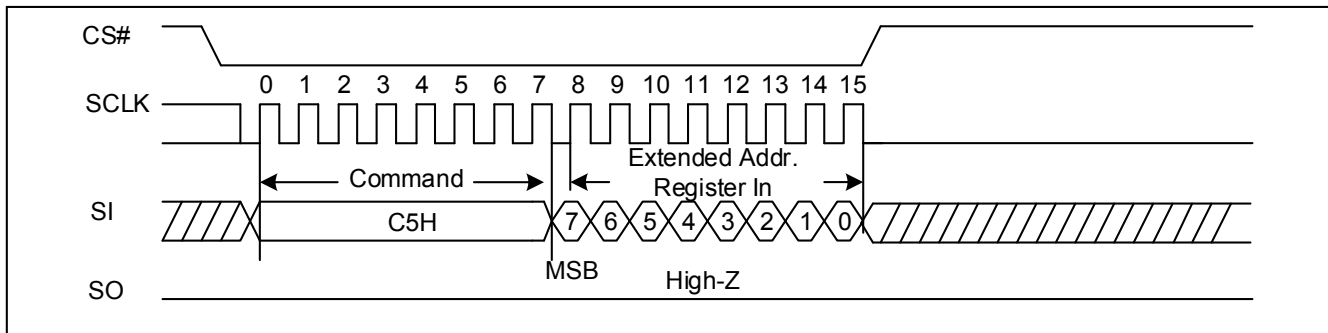 CS#
0 1 2 3 4 5 6 7 8 9 10 11 12 13 14 15
SCLK
Extended Addr.
Command
Register In
SI
C5H
7 6 5 4 3 2 1 0
MSB
High-Z
SO